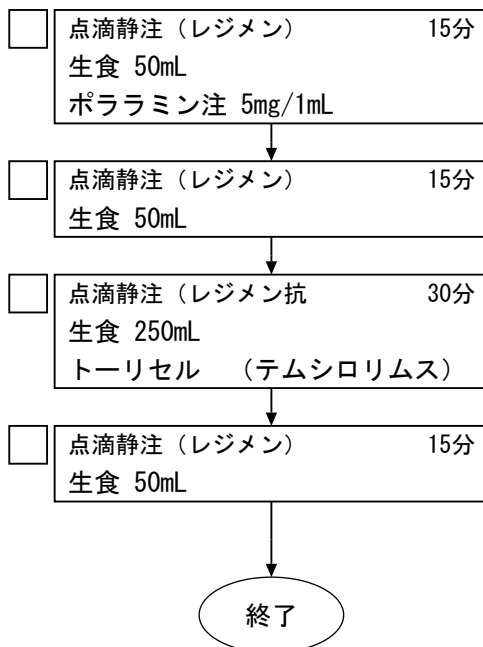 点滴静注（レジメン） 15分
生食 50mL
ポララミン注 5mg/1mL
点滴静注（レジメン） 15分
生食 50mL
点滴静注（レジメン抗 30分
生食 250mL
トーリセル （テムシロリムス）
点滴静注（レジメン） 15分
生食 50mL
終了